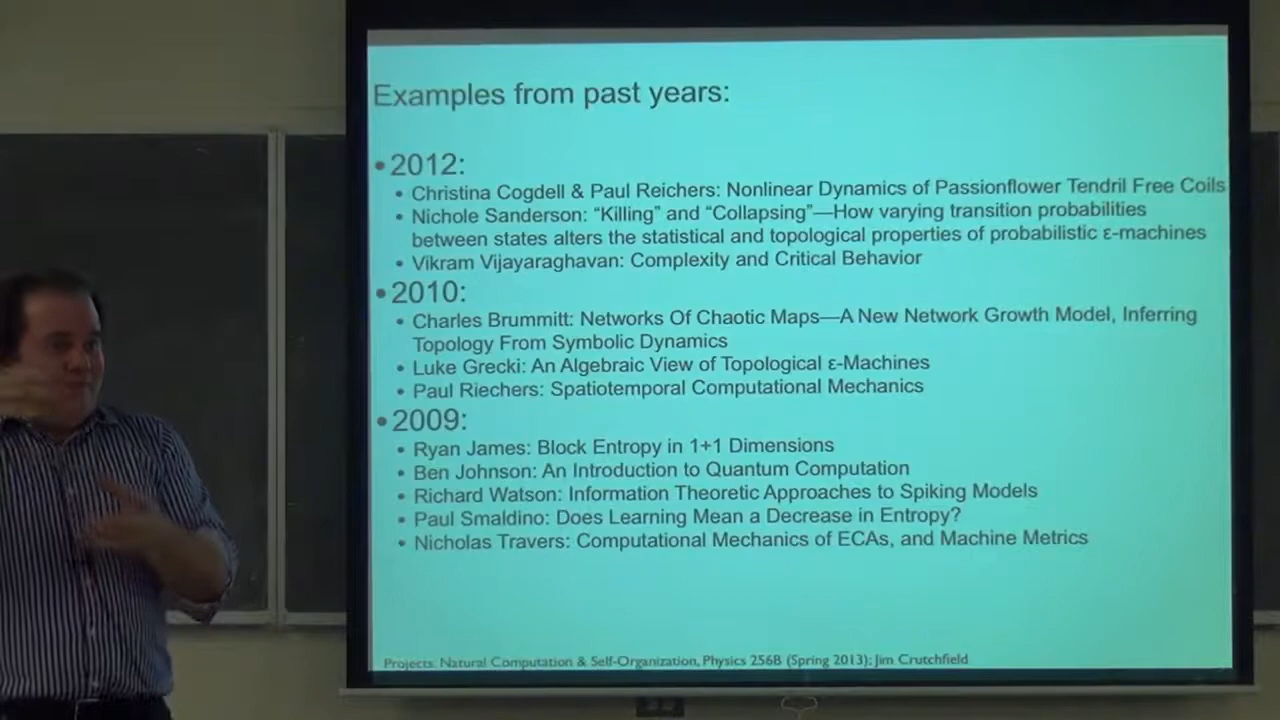 Examples from past years:
•2012:
• Christina Cogdell & Paul Reichers: Nonlinear Dynamics of Passionflower Tendril Free Coils
• Nichole Sanderson: “Killing” and “Collapsing”—How varying transition probabilities
between states alters the statistical and topological properties of probabilistic ε-machines
• Vikram Vijayaraghavan: Complexity and Critical Behavior
•2010:
• Charles Brummitt: Networks Of Chaotic Maps—A New Network Growth Model, Inferring
Topology From Symbolic Dynamics
• Luke Grecki: An Algebraic View of Topological ε-Machines
• Paul Riechers: Spatiotemporal Computational Mechanics
•2009:
• Ryan James: Block Entropy in 1+1 Dimensions
• Ben Johnson: An Introduction to Quantum Computation
• Richard Watson: Information Theoretic Approaches to Spiking Models
• Paul Smaldino: Does Learning Mean a Decrease in Entropy?
• Nicholas Travers: Computational Mechanics of ECAs, and Machine Metrics
Projects: Natural Computation & Self-Organization, Physics 256B (Spring 2013); Jim Crutchfield